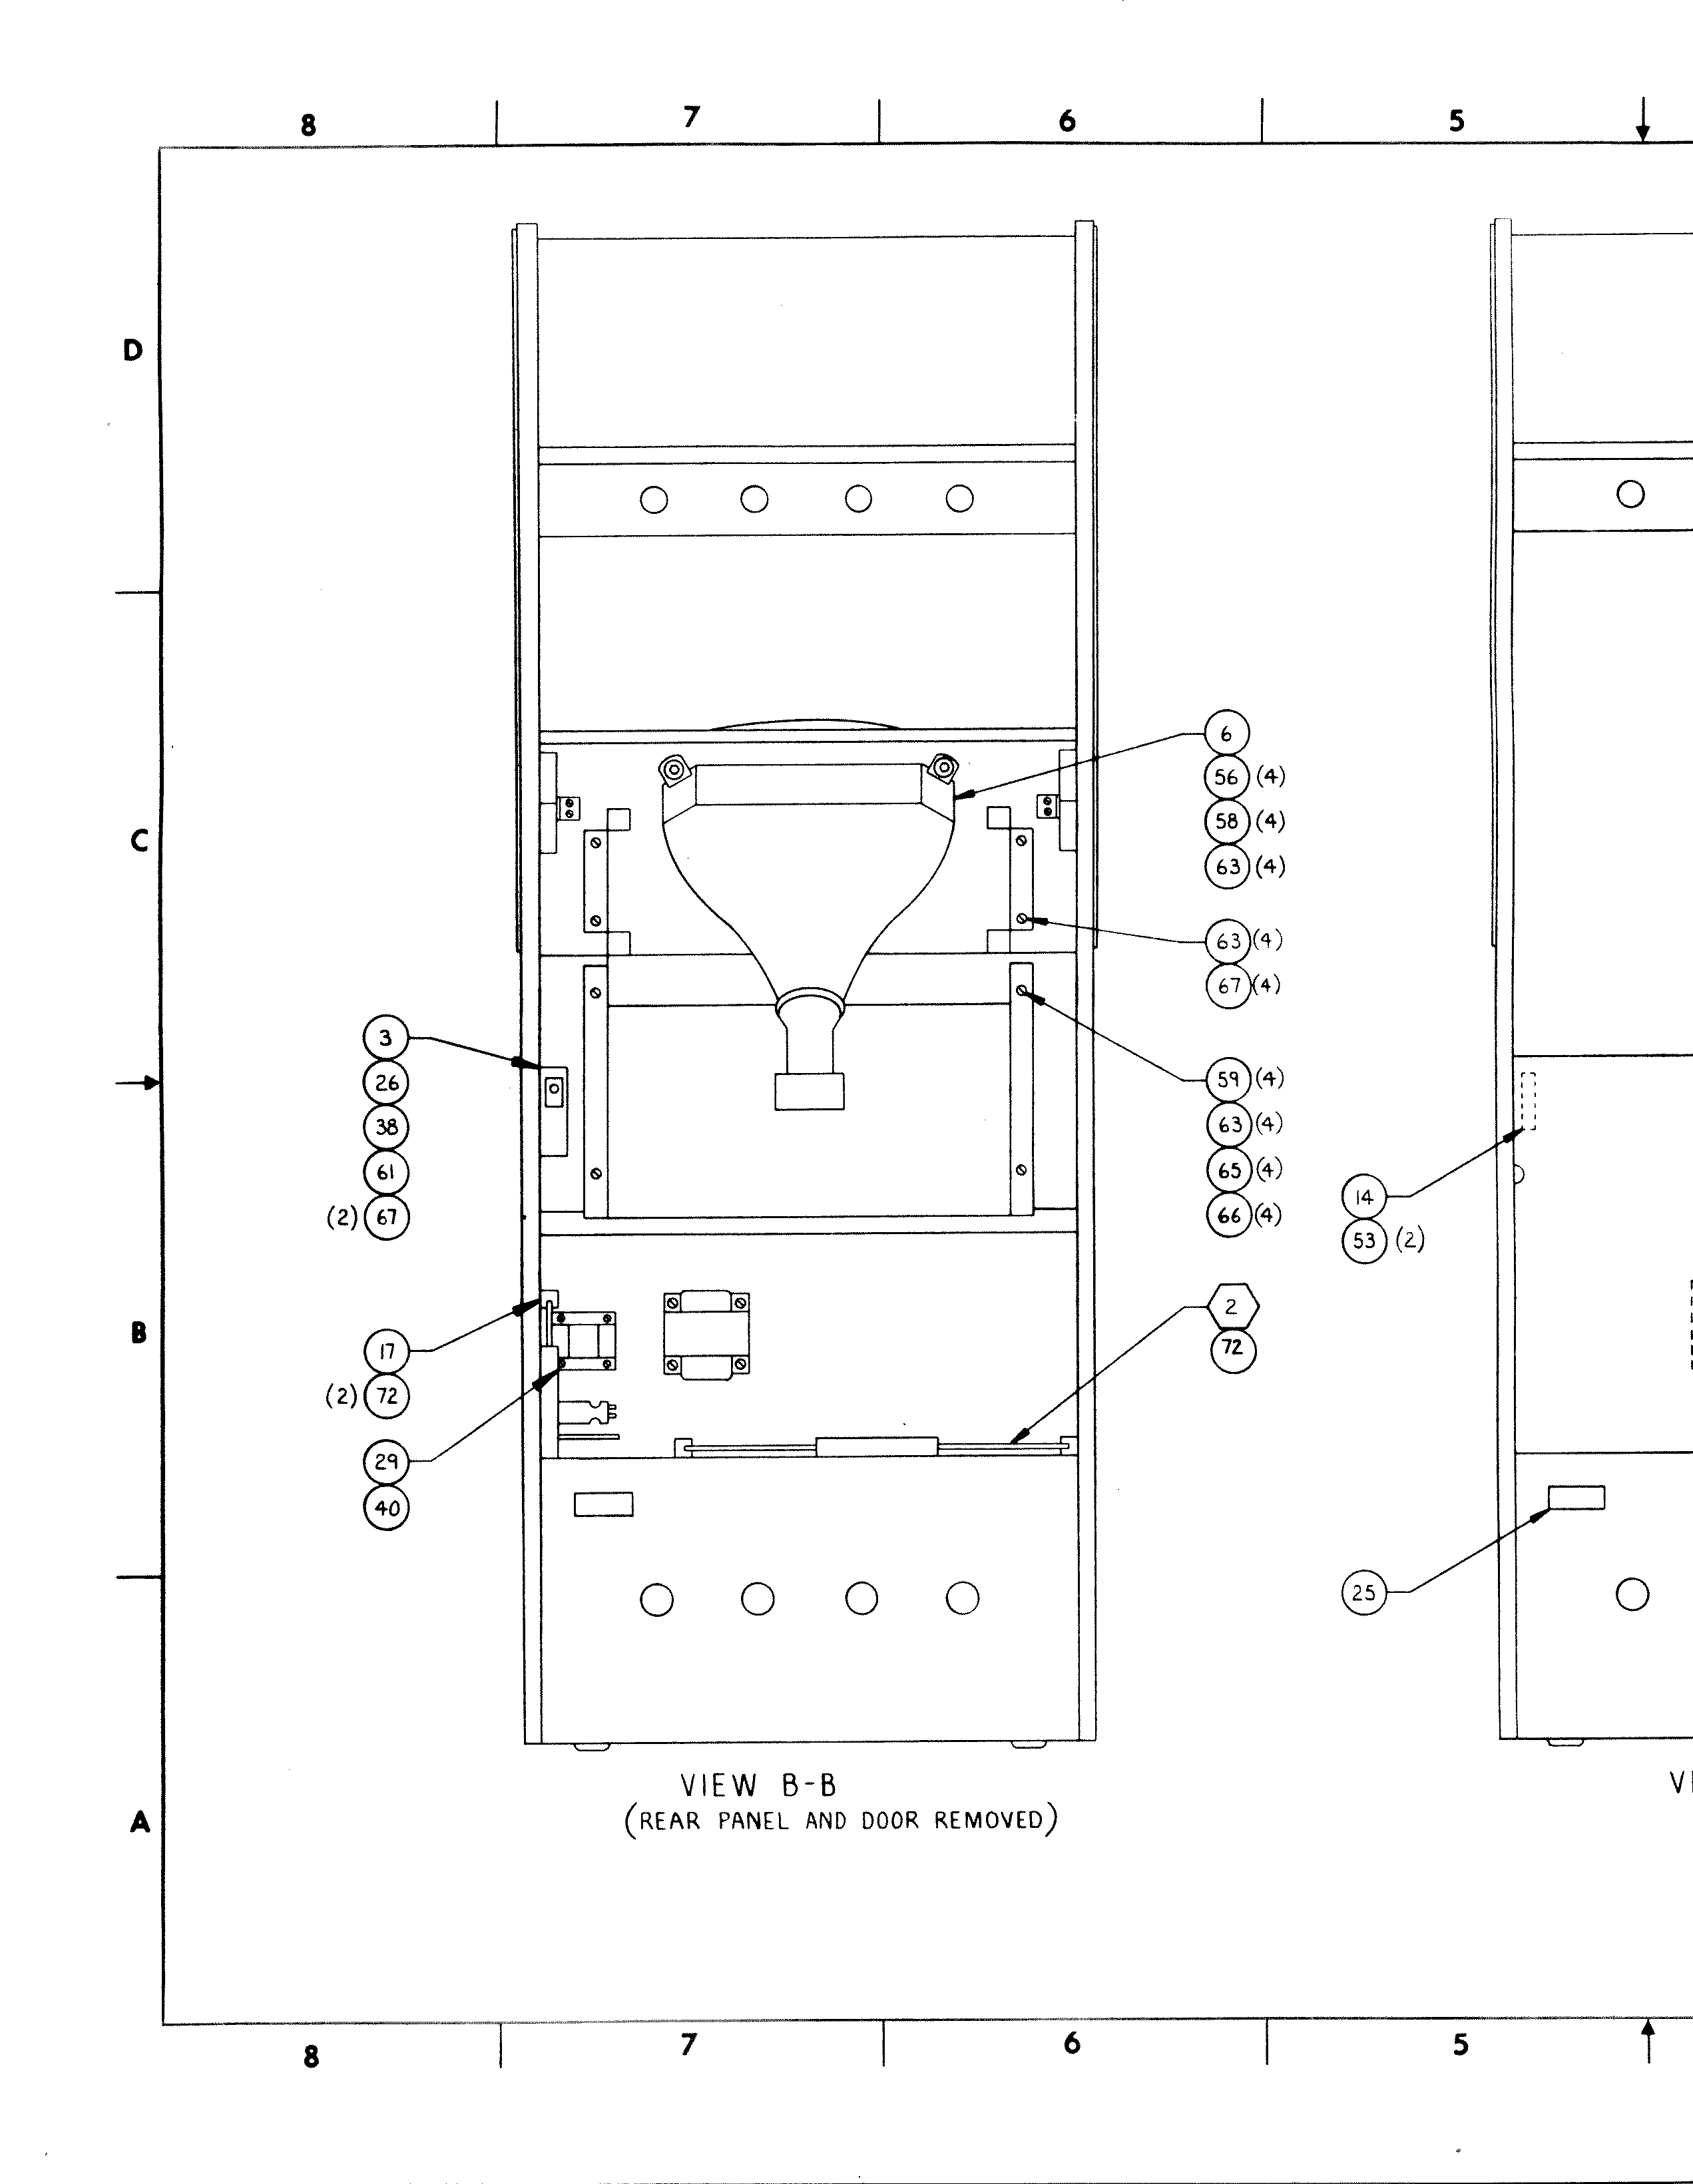 8 7 6 5
D
C
B
A
6
56 (4)
58 (4)
63 (4)
63 (4)
67 (4)
3
26
38
61
(2) 67
59 (4)
63 (4)
65 (4)
66 (4)
14
53 (2)
17
(2) 72
29
40
2
72
25
VIEW B-B
(REAR PANEL AND DOOR REMOVED)
VI
8 7 6 5